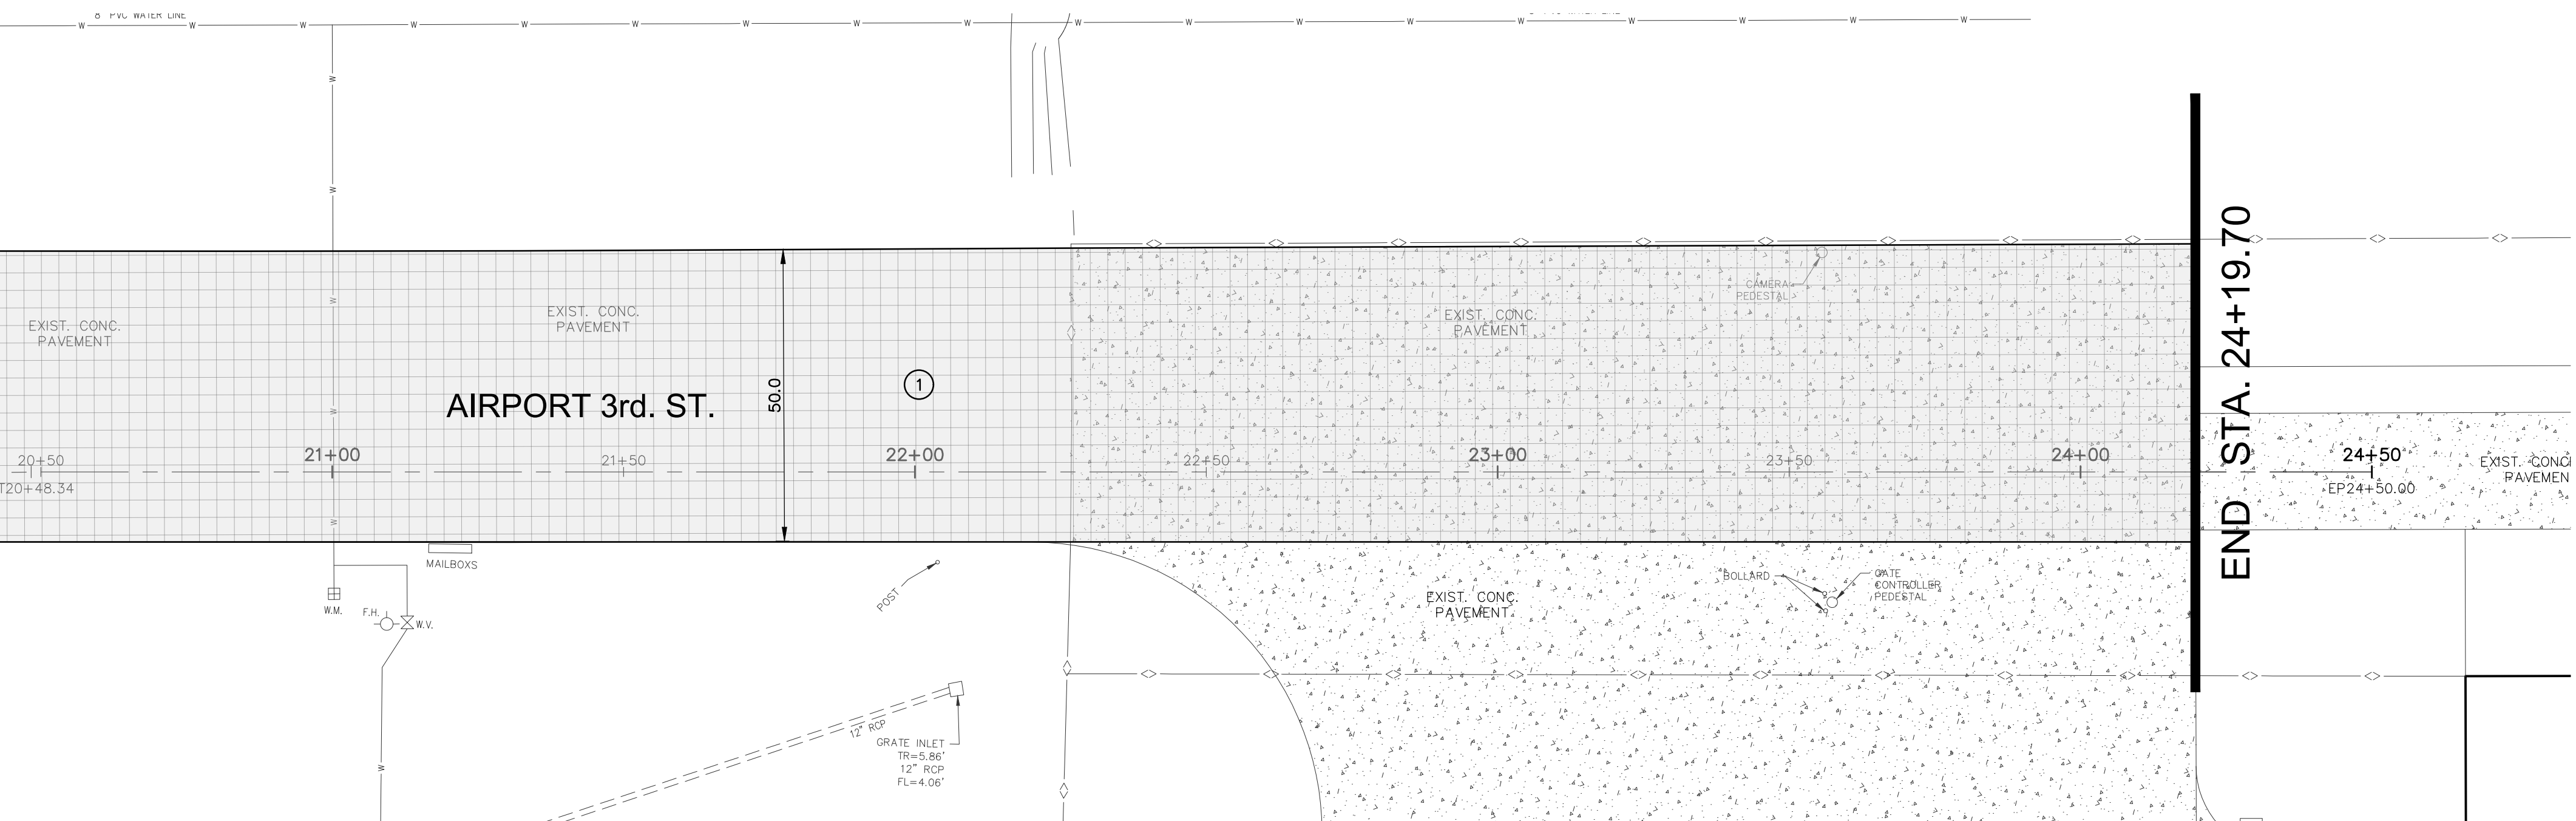 8" PVC WATER LINE
W W W W W W W W W W W W W W W W W W
W
W
W
W
W
EXIST. CONC.
PAVEMENT
EXIST. CONC.
PAVEMENT
EXIST. CONC.
PAVEMENT
CAMERA
PEDESTAL
AIRPORT 3rd. ST.
50.0
1
20+50
21+00
21+50
22+00
22+50
23+00
23+50
24+00
24+50
T20+48.34
EP24+50.00
EXIST.
PAVEMEN
END STA. 24+19.70
MAILBOXS
W.M.
F.H.
W.V.
W
POST
12" RCP
GRATE INLET
TR=5.86'
12" RCP
FL=4.06'
EXIST. CONC.
PAVEMENT
BOLLARD
GATE
CONTROLLER
PEDESTAL